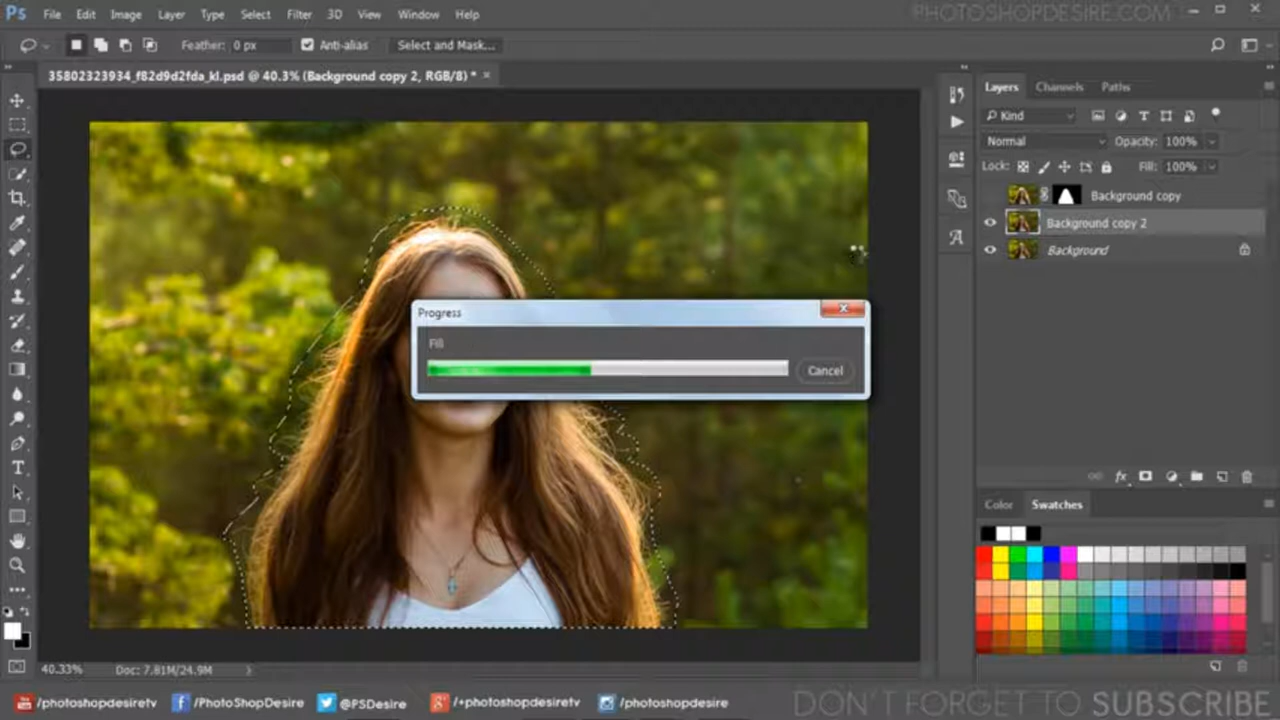 Ps File Edit Image Layer Type Select Filter 3D View Window Help
PHOTOSHOPDESIRE.COM
Feather: 0 px Anti-alias Select and Mask...
35802323934_f82d9d2fda_kl.psd @ 40.3% (Background copy 2, RGB/8) *
Layers Channels Paths
Kind
Normal Opacity: 100%
Lock: Fill: 100%
Background copy
Background copy 2
Background
Progress
Fill
Cancel
Color Swatches
40.33% Doc: 7.81M/24.9M
/photoshopdesiretv /PhotoShopDesire @PSDesire /+photoshopdesiretv /photoshopdesire
DON'T FORGET TO SUBSCRIBE